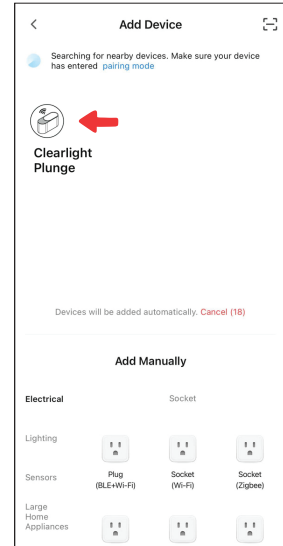 Add Device
Searching for nearby devices. Make sure your device
has entered pairing mode
Clearlight
Plunge
Devices will be added automatically. Cancel (18)
Add Manually
Electrical
Socket
Lighting
Plug
(BLE+Wi-Fi)
Socket
(Wi-Fi)
Socket
(Zigbee)
Sensors
Large
Home
Appliances